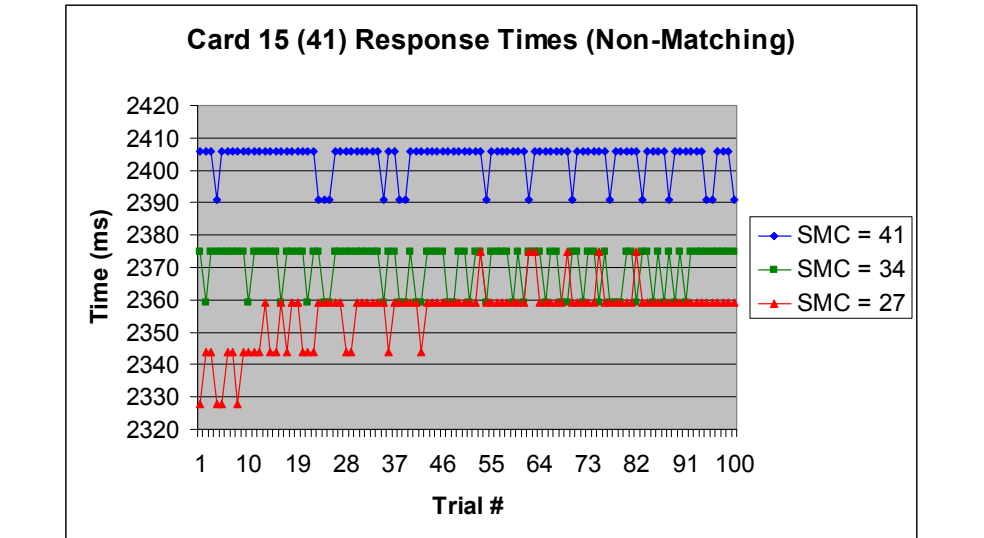 Card 15 (41) Response Times (Non-Matching)
2420
2410
2400
2390
2380
2370
2360
2350
2340
2330
2320
Time (ms)
1 10 19 28 37 46 55 64 73 82 91 100
Trial #
SMC = 41
SMC = 34
SMC = 27